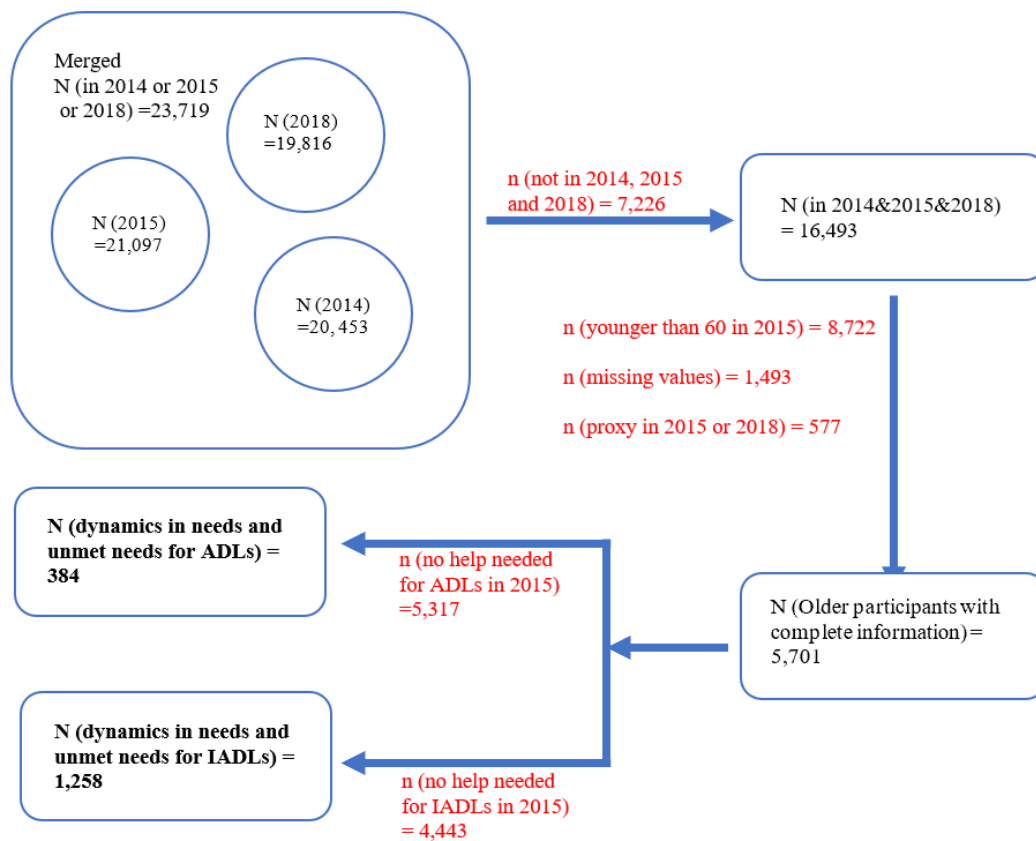 Merged
N (in 2014 or 2015
or 2018) =23,719
N (2018)
=19,816
N (2015)
=21,097
N (2014)
=20, 453
n (not in 2014, 2015
and 2018) = 7,226
N (in 2014&2015&2018)
= 16,493
n (younger than 60 in 2015) = 8,722
n (missing values) = 1,493
n (proxy in 2015 or 2018) = 577
N (Older participants with
complete information) =
5,701
N (dynamics in needs and
unmet needs for ADLs) =
384
n (no help needed
for ADLs in 2015)
=5,317
N (dynamics in needs and
unmet needs for IADLs) =
1,258
n (no help needed
for IADLs in 2015)
= 4,443